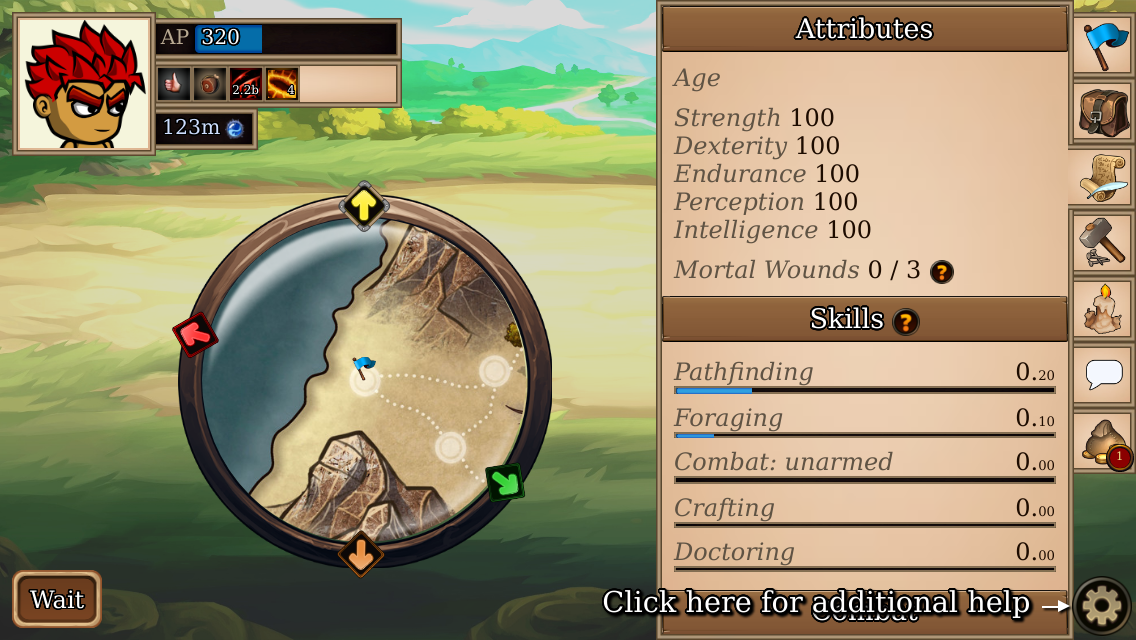 AP 320
2.2b
4
123m
Wait
Attributes
Age
Strength 100
Dexterity 100
Endurance 100
Perception 100
Intelligence 100
Mortal Wounds 0 / 3 ?
Skills ?
Pathfinding 0.20
Foraging 0.10
Combat: unarmed 0.00
Crafting 0.00
Doctoring 0.00
Click here for additional help →
Combat
1